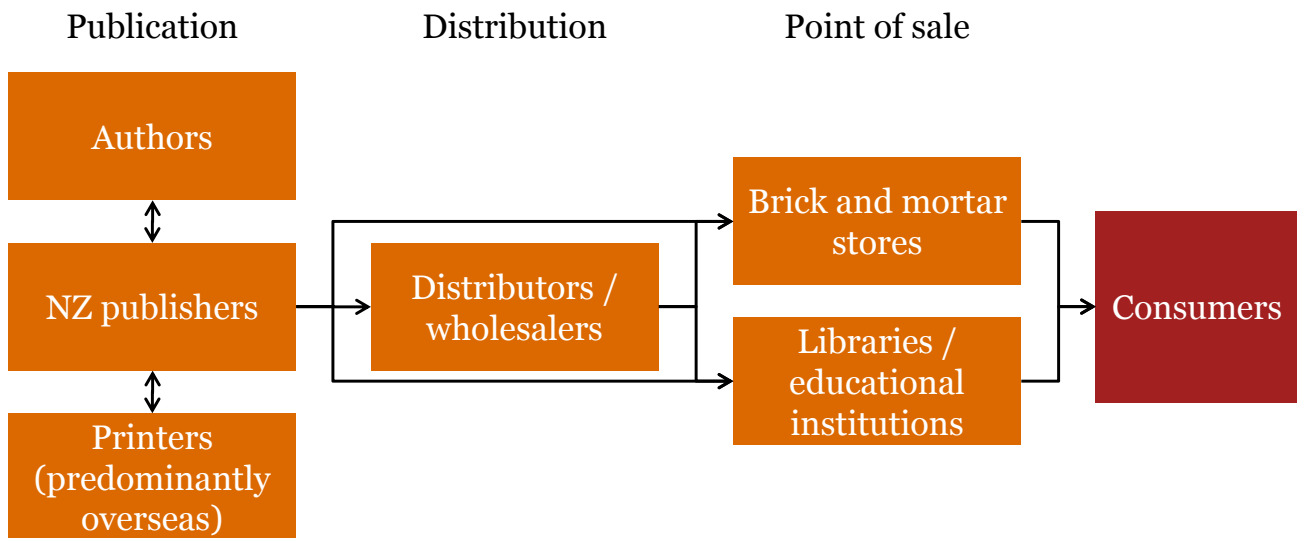 Publication
Distribution
Point of sale
Authors
NZ publishers
Printers
(predominantly
overseas)
Distributors /
wholesalers
Brick and mortar
stores
Libraries /
educational
institutions
Consumers